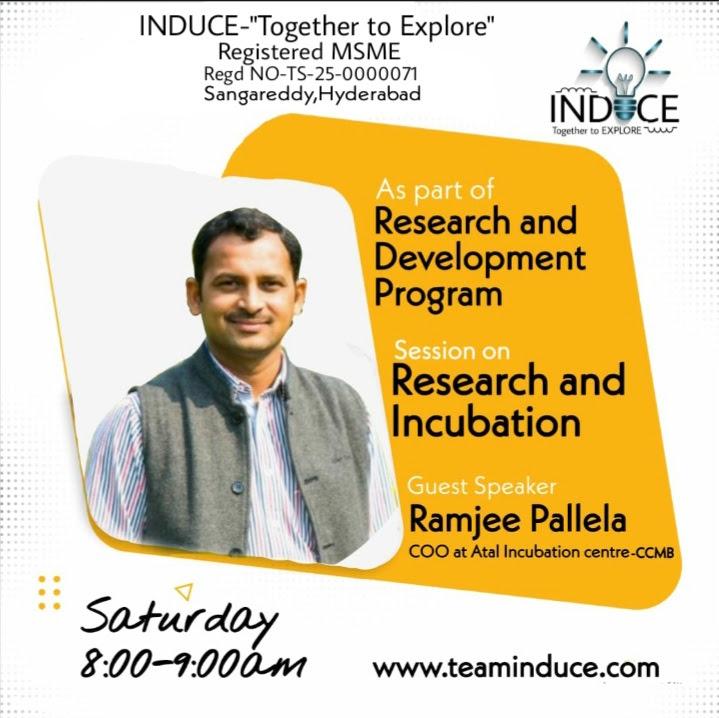 INDUCE-"Together to Explore"
Registered MSME
Regd NO-TS-25-0000071
Sangareddy,Hyderabad
INDUCE
Together to EXPLORE
As part of
Research and
Development
Program
Session on
Research and
Incubation
Guest Speaker
Ramjee Pallela
COO at Atal Incubation centre-CCMB
Saturday
8:00-9:00am
www.teaminduce.com